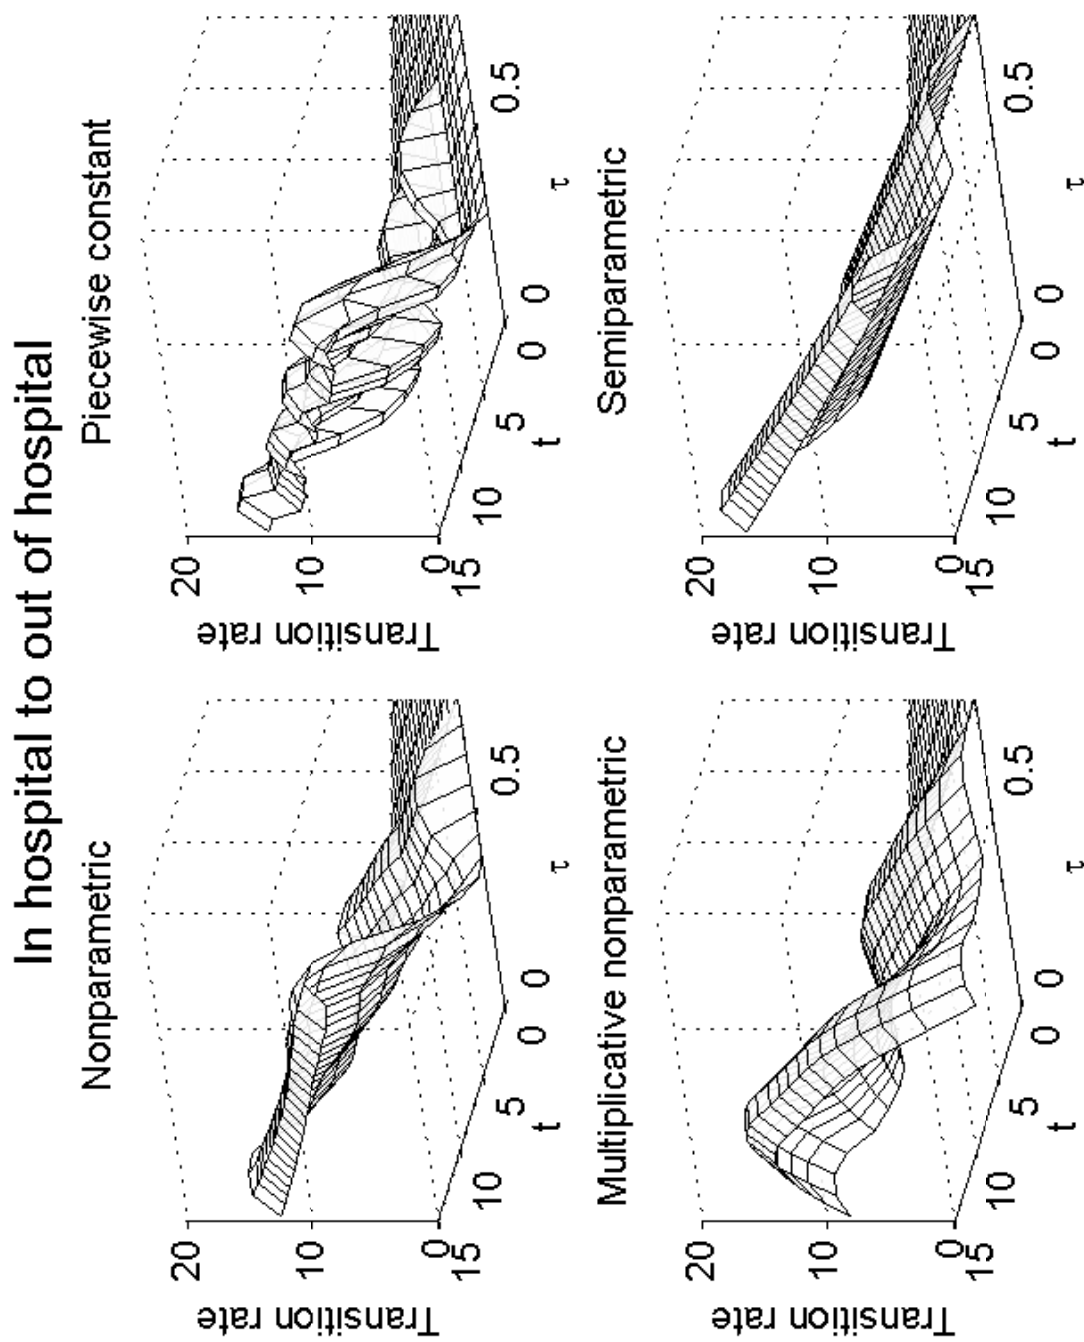 In hospital to out of hospital
Nonparametric
Transition rate
20
10
0
15
10
5
0
t
0
0.5
τ
Piecewise constant
Transition rate
20
10
0
15
10
5
0
t
0
0.5
τ
Multiplicative nonparametric
Transition rate
20
10
0
15
10
5
0
t
0
0.5
τ
Semiparametric
Transition rate
20
10
0
15
10
5
0
t
0
0.5
τ